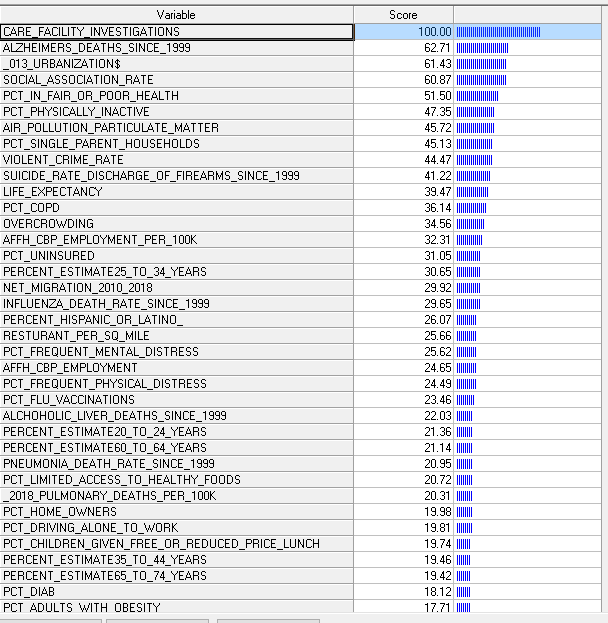 Variable Score
CARE_FACILITY_INVESTIGATIONS 100.00
ALZHEIMERS_DEATHS_SINCE_1999 62.71
_013_URBANIZATION$ 61.43
SOCIAL_ASSOCIATION_RATE 60.87
PCT_IN_FAIR_OR_POOR_HEALTH 51.50
PCT_PHYSICALLY_INACTIVE 47.35
AIR_POLLUTION_PARTICULATE_MATTER 45.72
PCT_SINGLE_PARENT_HOUSEHOLDS 45.13
VIOLENT_CRIME_RATE 44.47
SUICIDE_RATE_DISCHARGE_OF_FIREARMS_SINCE_1999 41.22
LIFE_EXPECTANCY 39.47
PCT_COPD 36.14
OVERCROWDING 34.56
AFFH_CBP_EMPLOYMENT_PER_100K 32.31
PCT_UNINSURED 31.05
PERCENT_ESTIMATE25_TO_34_YEARS 30.65
NET_MIGRATION_2010_2018 29.92
INFLUENZA_DEATH_RATE_SINCE_1999 29.65
PERCENT_HISPANIC_OR_LATINO_ 26.07
RESTURANT_PER_SQ_MILE 25.66
PCT_FREQUENT_MENTAL_DISTRESS 25.62
AFFH_CBP_EMPLOYMENT 24.65
PCT_FREQUENT_PHYSICAL_DISTRESS 24.49
PCT_FLU_VACCINATIONS 23.46
ALCHOHOLIC_LIVER_DEATHS_SINCE_1999 22.03
PERCENT_ESTIMATE20_TO_24_YEARS 21.36
PERCENT_ESTIMATE60_TO_64_YEARS 21.14
PNEUMONIA_DEATH_RATE_SINCE_1999 20.95
PCT_LIMITED_ACCESS_TO_HEALTHY_FOODS 20.72
_2018_PULMONARY_DEATHS_PER_100K 20.31
PCT_HOME_OWNERS 19.98
PCT_DRIVING_ALONE_TO_WORK 19.81
PCT_CHILDREN_GIVEN_FREE_OR_REDUCED_PRICE_LUNCH 19.74
PERCENT_ESTIMATE35_TO_44_YEARS 19.46
PERCENT_ESTIMATE65_TO_74_YEARS 19.42
PCT_DIAB 18.12
PCT_ADULTS_WITH_OBESITY 17.71